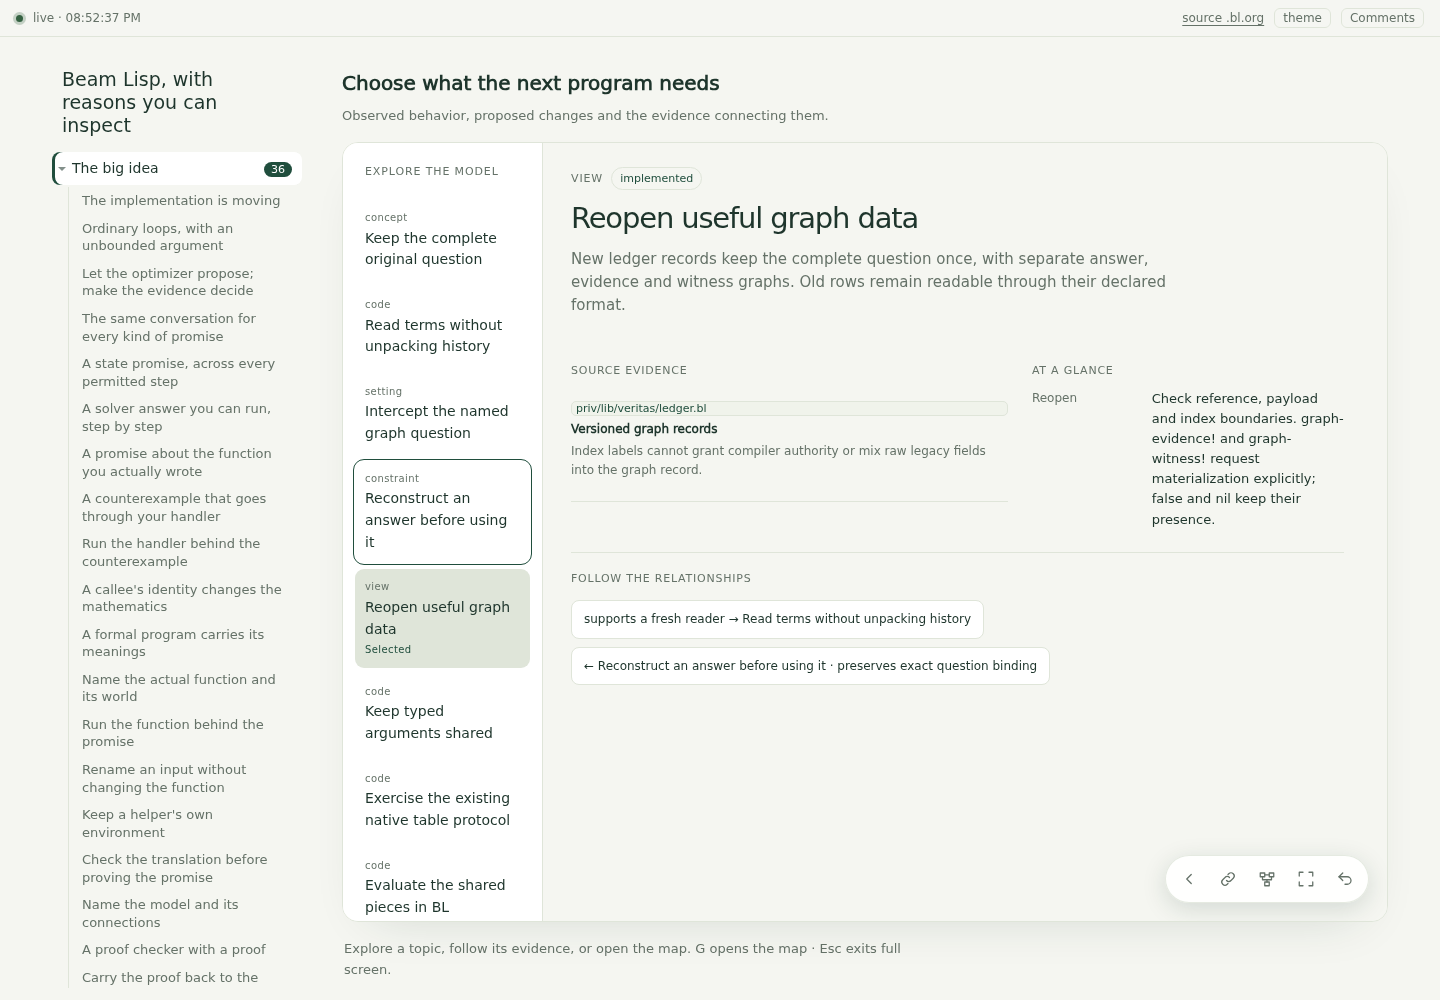 live · 08:52:37 PM
source .bl.org
theme
Comments
Beam Lisp, with
reasons you can
inspect
The big idea
36
The implementation is moving
Ordinary loops, with an
unbounded argument
Let the optimizer propose;
make the evidence decide
The same conversation for
every kind of promise
A state promise, across every
permitted step
A solver answer you can run,
step by step
A promise about the function
you actually wrote
A counterexample that goes
through your handler
Run the handler behind the
counterexample
A callee's identity changes the
mathematics
A formal program carries its
meanings
Name the actual function and
its world
Run the function behind the
promise
Rename an input without
changing the function
Keep a helper's own
environment
Check the translation before
proving the promise
Name the model and its
connections
A proof checker with a proof
Carry the proof back to the
Choose what the next program needs
Observed behavior, proposed changes and the evidence connecting them.
EXPLORE THE MODEL
concept
Keep the complete
original question
code
Read terms without
unpacking history
setting
Intercept the named
graph question
constraint
Reconstruct an
answer before using
it
view
Reopen useful graph
data
Selected
code
Keep typed
arguments shared
code
Exercise the existing
native table protocol
code
Evaluate the shared
pieces in BL
VIEW
implemented
Reopen useful graph data
New ledger records keep the complete question once, with separate answer,
evidence and witness graphs. Old rows remain readable through their declared
format.
SOURCE EVIDENCE
priv/lib/veritas/ledger.bl
Versioned graph records
Index labels cannot grant compiler authority or mix raw legacy fields
into the graph record.
AT A GLANCE
Reopen
Check reference, payload
and index boundaries. graph-
evidence! and graph-
witness! request
materialization explicitly;
false and nil keep their
presence.
FOLLOW THE RELATIONSHIPS
supports a fresh reader → Read terms without unpacking history
← Reconstruct an answer before using it · preserves exact question binding
Explore a topic, follow its evidence, or open the map. G opens the map · Esc exits full
screen.